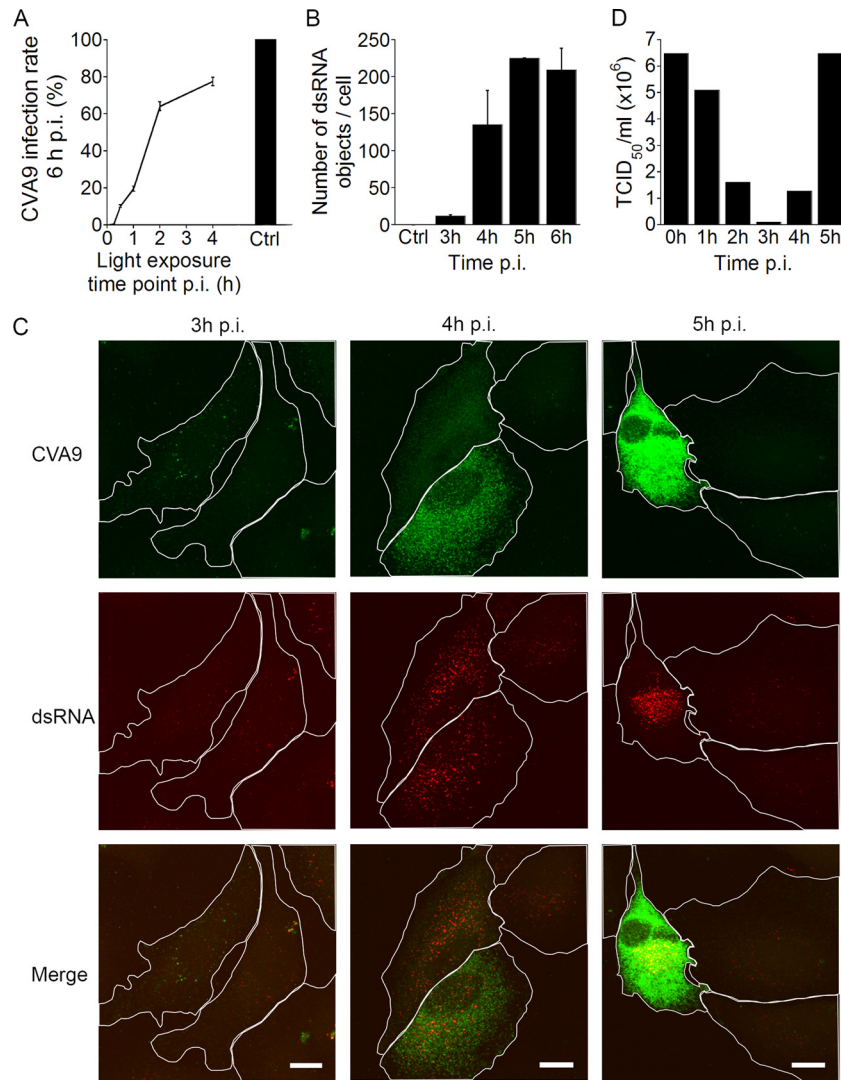 A
CVA9 infection rate
6 h p.i. (%)
100
80
60
40
20
0
0 1 2 3 4 Ctrl
Light exposure
time point p.i. (h)
B
Number of dsRNA
objects / cell
250
200
150
100
50
0
Ctrl 3h 4h 5h 6h
Time p.i.
D
TCID50/ml (x10⁶)
7
6
5
4
3
2
1
0
0h 1h 2h 3h 4h 5h
Time p.i.
C
3h p.i. 4h p.i. 5h p.i.
CVA9
dsRNA
Merge